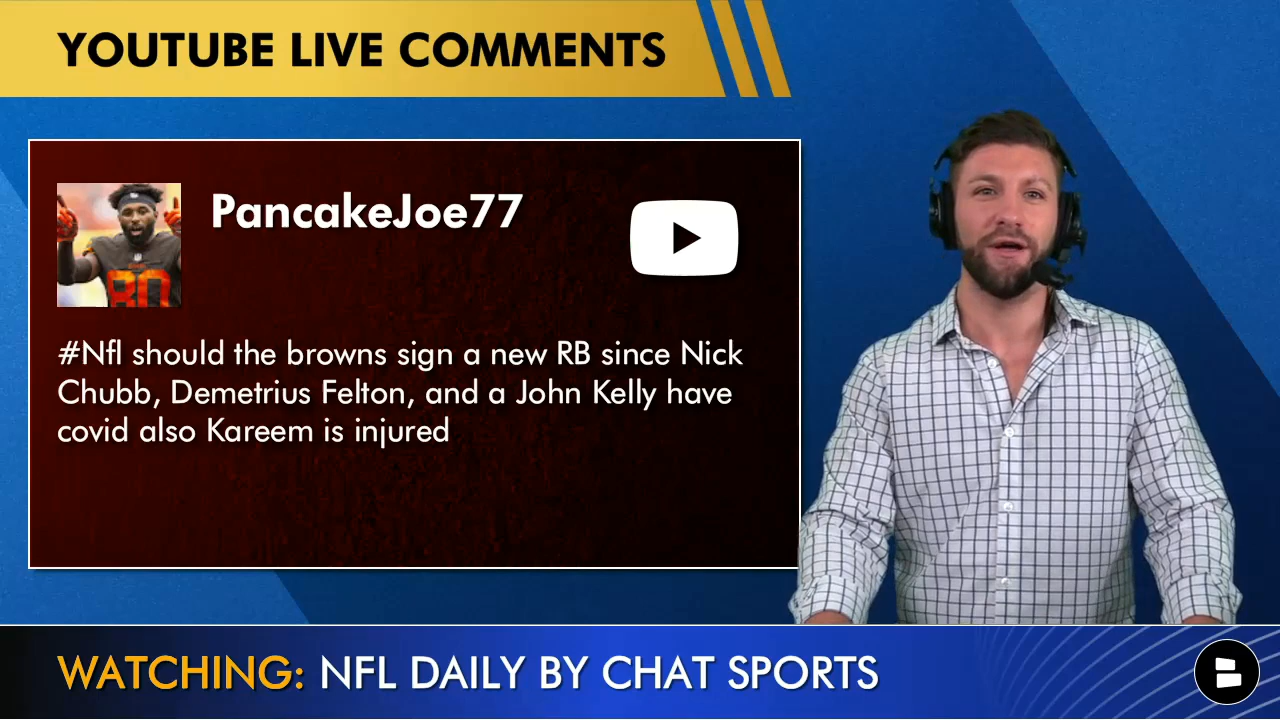 YOUTUBE LIVE COMMENTS
PancakeJoe77
80
#Nfl should the browns sign a new RB since Nick
Chubb, Demetrius Felton, and a John Kelly have
covid also Kareem is injured
WATCHING: NFL DAILY BY CHAT SPORTS